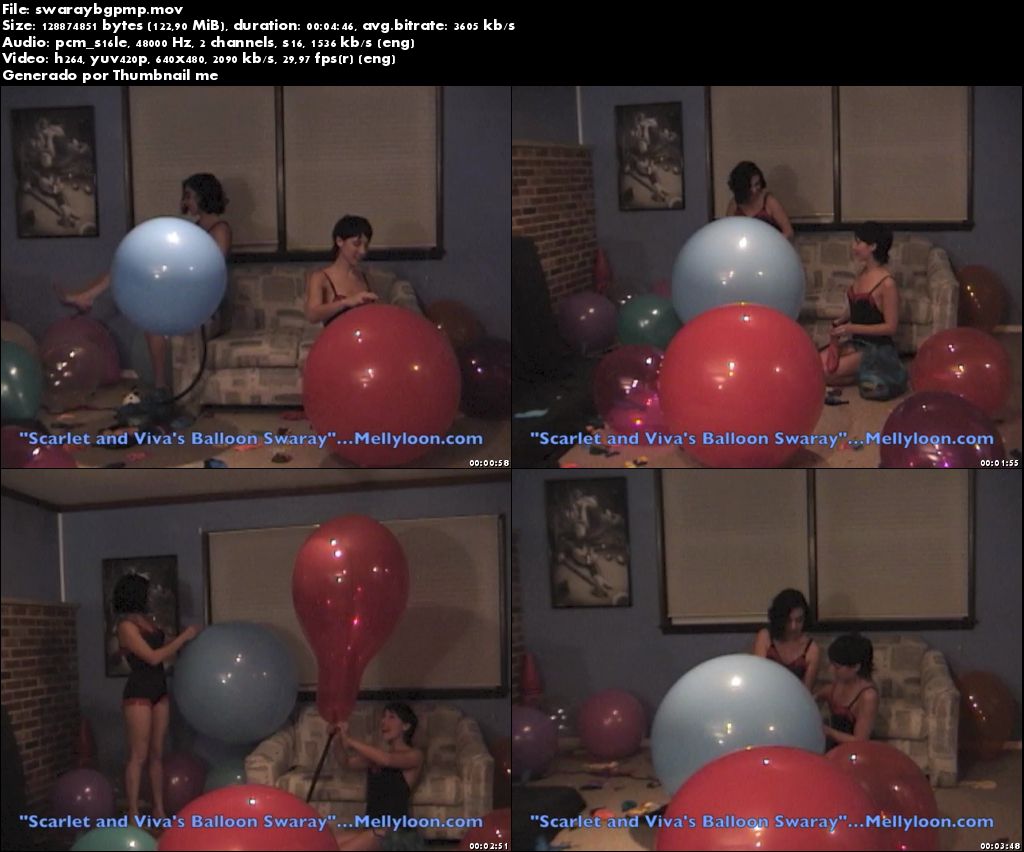 File: swaraybgpmp.mov
Size: 128874851 bytes (122,90 MiB), duration: 00:04:46, avg.bitrate: 3605 kb/s
Audio: pcm_s16le, 48000 Hz, 2 channels, s16, 1536 kb/s (eng)
Video: h264, yuv420p, 640x480, 2090 kb/s, 29,97 fps(r) (eng)
Generado por Thumbnail me
"Scarlet and Viva's Balloon Swaray"...Mellyloon.com
00:00:58
"Scarlet and Viva's Balloon Swaray"...Mellyloon.com
00:01:55
"Scarlet and Viva's Balloon Swaray"...Mellyloon.com
00:02:51
"Scarlet and Viva's Balloon Swaray"...Mellyloon.com
00:03:48